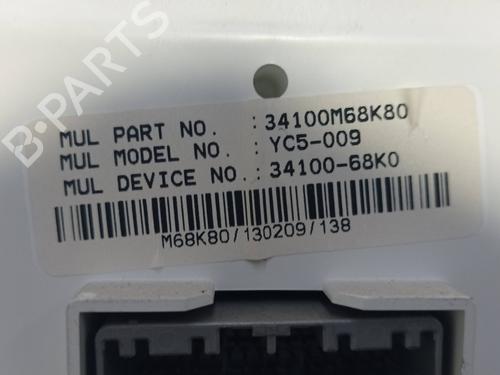 B-PARTS
MUL PART NO. : 34100M68K80
MUL MODEL NO. : YC5-009
MUL DEVICE NO. : 34100-68K0
M68K80/130209/138